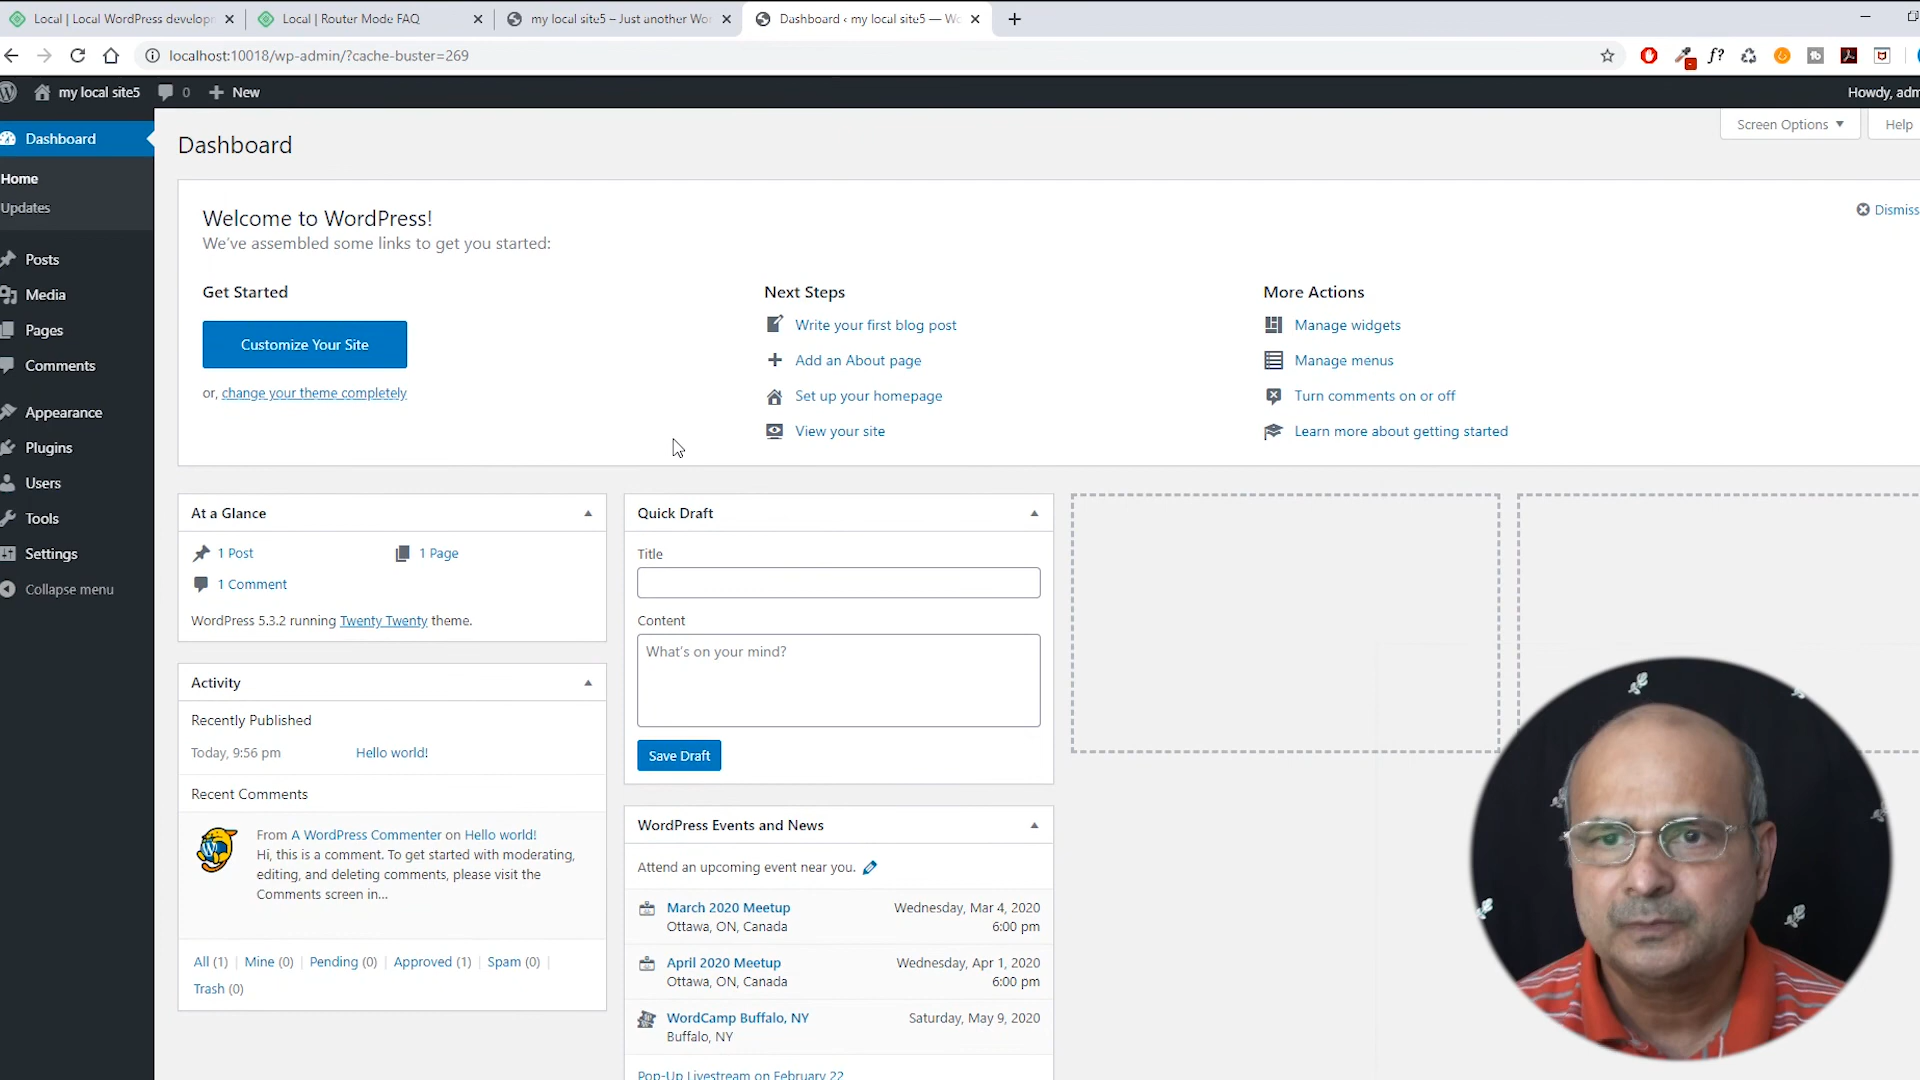 Local | Local WordPress developm
Local | Router Mode FAQ
my local site5 – Just another Wo
Dashboard ‹ my local site5 — Wo
localhost:10018/wp-admin/?cache-buster=269
my local site5
0
New
Howdy, adm
Dashboard
Home
Updates
Posts
Media
Pages
Comments
Appearance
Plugins
Users
Tools
Settings
Collapse menu
Dashboard
Screen Options
Help
Welcome to WordPress!
We've assembled some links to get you started:
Dismiss
Get Started
Customize Your Site
or, change your theme completely
Next Steps
Write your first blog post
Add an About page
Set up your homepage
View your site
More Actions
Manage widgets
Manage menus
Turn comments on or off
Learn more about getting started
At a Glance
1 Post
1 Page
1 Comment
WordPress 5.3.2 running Twenty Twenty theme.
Activity
Recently Published
Today, 9:56 pm
Hello world!
Recent Comments
From A WordPress Commenter on Hello world!
Hi, this is a comment. To get started with moderating,
editing, and deleting comments, please visit the
Comments screen in...
All (1) | Mine (0) | Pending (0) | Approved (1) | Spam (0) |
Trash (0)
Quick Draft
Title
Content
What's on your mind?
Save Draft
WordPress Events and News
Attend an upcoming event near you.
March 2020 Meetup
Wednesday, Mar 4, 2020
Ottawa, ON, Canada
6:00 pm
April 2020 Meetup
Wednesday, Apr 1, 2020
Ottawa, ON, Canada
6:00 pm
WordCamp Buffalo, NY
Saturday, May 9, 2020
Buffalo, NY
Pop-Up Livestream on February 22